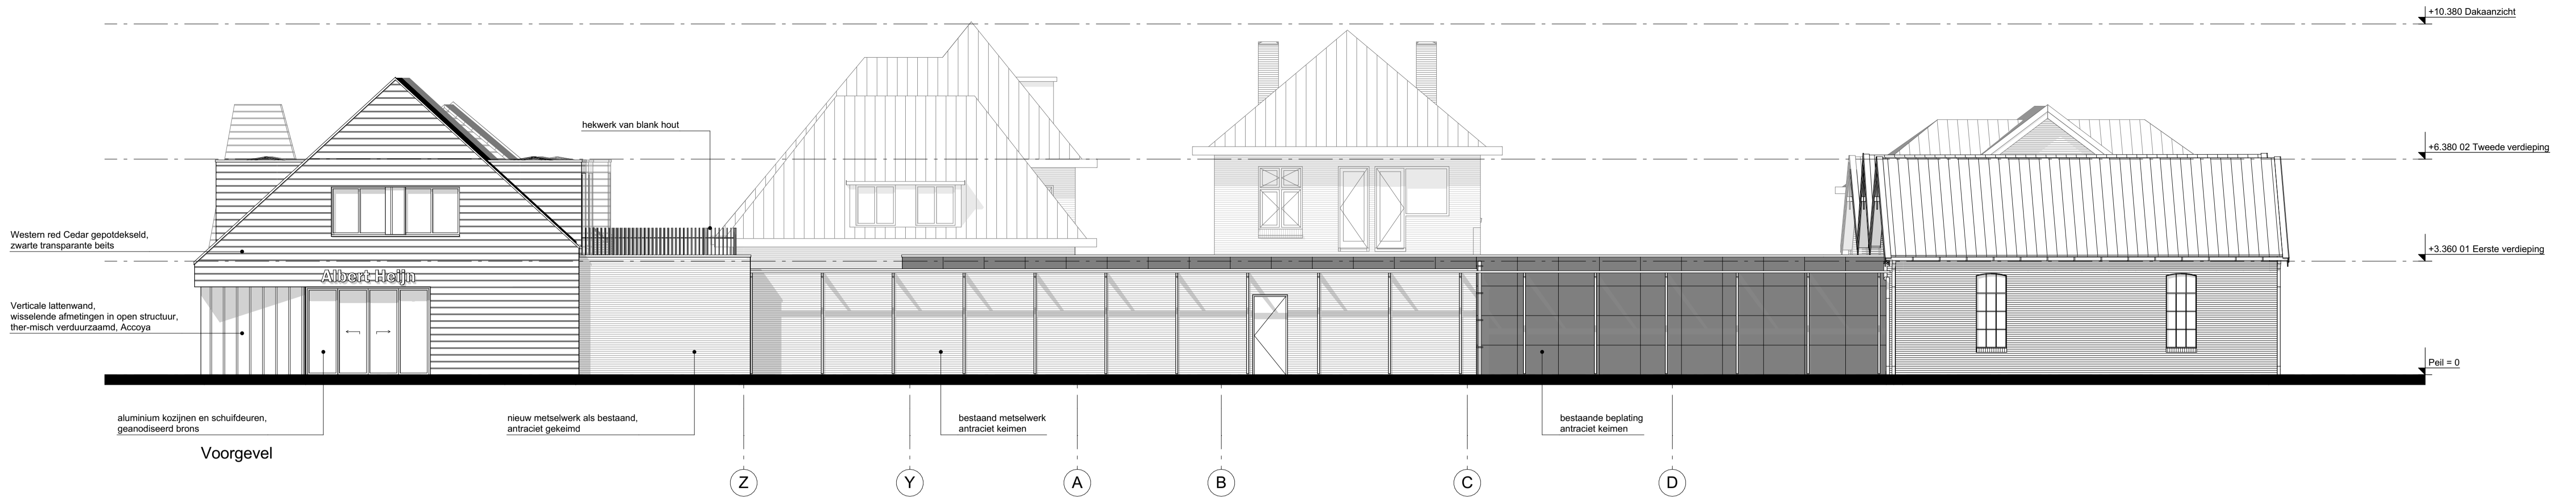 +10.380 Dakaanzicht
hekwerk van blank hout
+6.380 02 Tweede verdieping
Western red Cedar gepotdekseld,
zwarte transparante beits
+3.360 01 Eerste verdieping
Albert Heijn
Verticale lattenwand,
wisselende afmetingen in open structuur,
ther-misch verduurzaamd, Accoya
Peil = 0
aluminium kozijnen en schuifdeuren,
geanodiseerd brons
nieuw metselwerk als bestaand,
antraciet gekeimd
bestaand metselwerk
antraciet keimen
bestaande beplating
antraciet keimen
Voorgevel
Z
Y
A
B
C
D